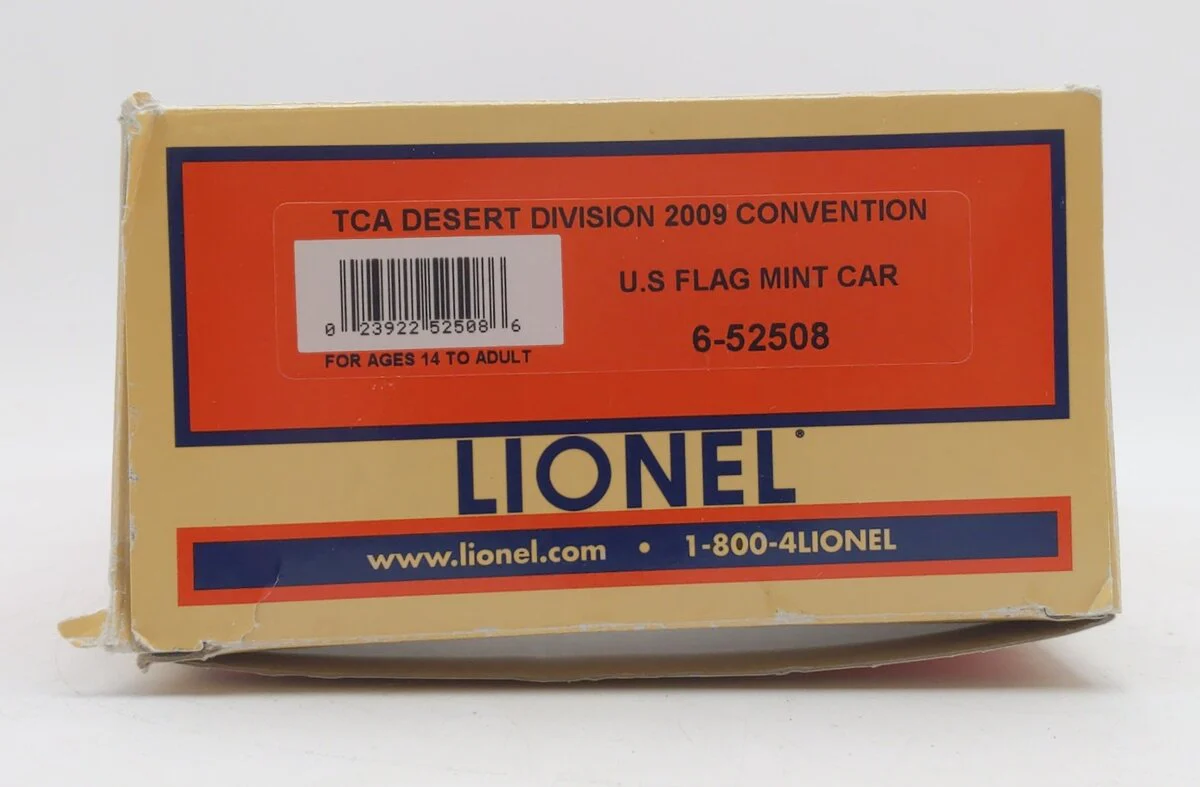 TCA DESERT DIVISION 2009 CONVENTION
U.S FLAG MINT CAR
6-52508
0 23922 52508 6
FOR AGES 14 TO ADULT
LIONEL®
www.lionel.com • 1-800-4LIONEL